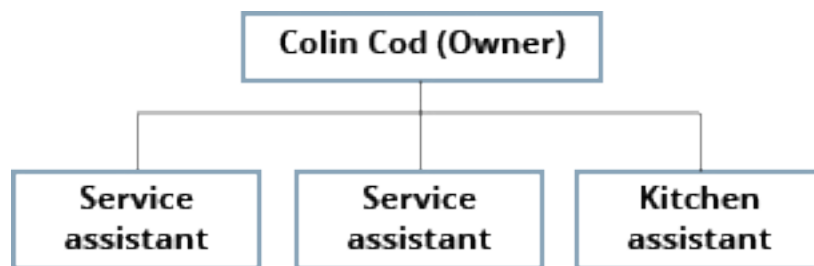 Colin Cod (Owner)
Service
assistant
Service
assistant
Kitchen
assistant